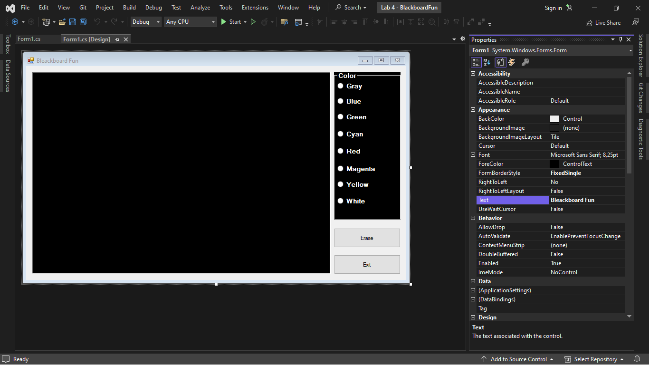 File Edit View Git Project Build Debug Test Analyze Tools Extensions Window Help Search Lab 4 - BlackboardFun Sign in
Debug Any CPU Start Live Share
Form1.cs Form1.cs [Design]
Toolbox Data Sources
Bleackboard Fun
Color
Gray
Blue
Green
Cyan
Red
Magenta
Yellow
White
Erase
Exit
Properties
Form1 System.Windows.Forms.Form
Accessibility
AccessibleDescription
AccessibleName
AccessibleRole Default
Appearance
BackColor Control
BackgroundImage (none)
BackgroundImageLayout Tile
Cursor Default
Font Microsoft Sans Serif, 8.25pt
ForeColor ControlText
FormBorderStyle FixedSingle
RightToLeft No
RightToLeftLayout False
Text Bleackboard Fun
UseWaitCursor False
Behavior
AllowDrop False
AutoValidate EnablePreventFocusChange
ContextMenuStrip (none)
DoubleBuffered False
Enabled True
ImeMode NoControl
Data
(ApplicationSettings)
(DataBindings)
Tag
Design
Text
The text associated with the control.
Solution Explorer Git Changes Diagnostic Tools
Ready Add to Source Control Select Repository